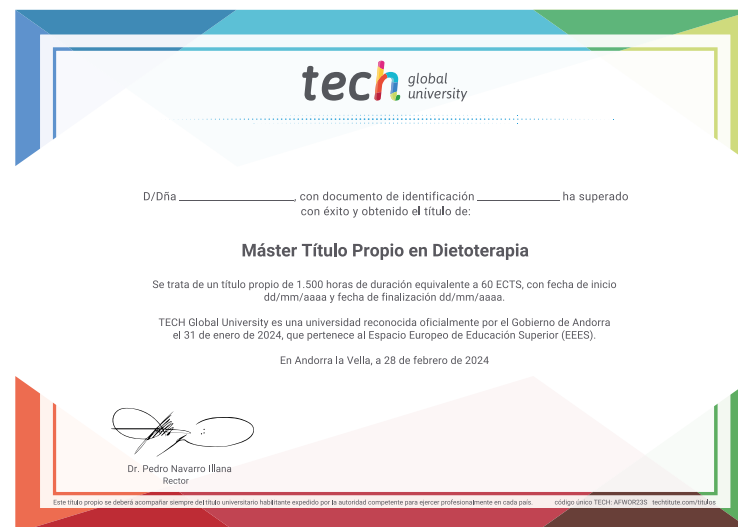 tech global university
D/Dña ______________, con documento de identificación ______________ ha superado
con éxito y obtenido el título de:
Máster Título Propio en Dietoterapia
Se trata de un título propio de 1.500 horas de duración equivalente a 60 ECTS, con fecha de inicio
dd/mm/aaaa y fecha de finalización dd/mm/aaaa.
TECH Global University es una universidad reconocida oficialmente por el Gobierno de Andorra
el 31 de enero de 2024, que pertenece al Espacio Europeo de Educación Superior (EEES).
En Andorra la Vella, a 28 de febrero de 2024
Dr. Pedro Navarro Illana
Rector
Este título propio se deberá acompañar siempre del título universitario habilitante expedido por la autoridad competente para ejercer profesionalmente en cada país. código único TECH: AFWOR23S techtitute.com/titulos